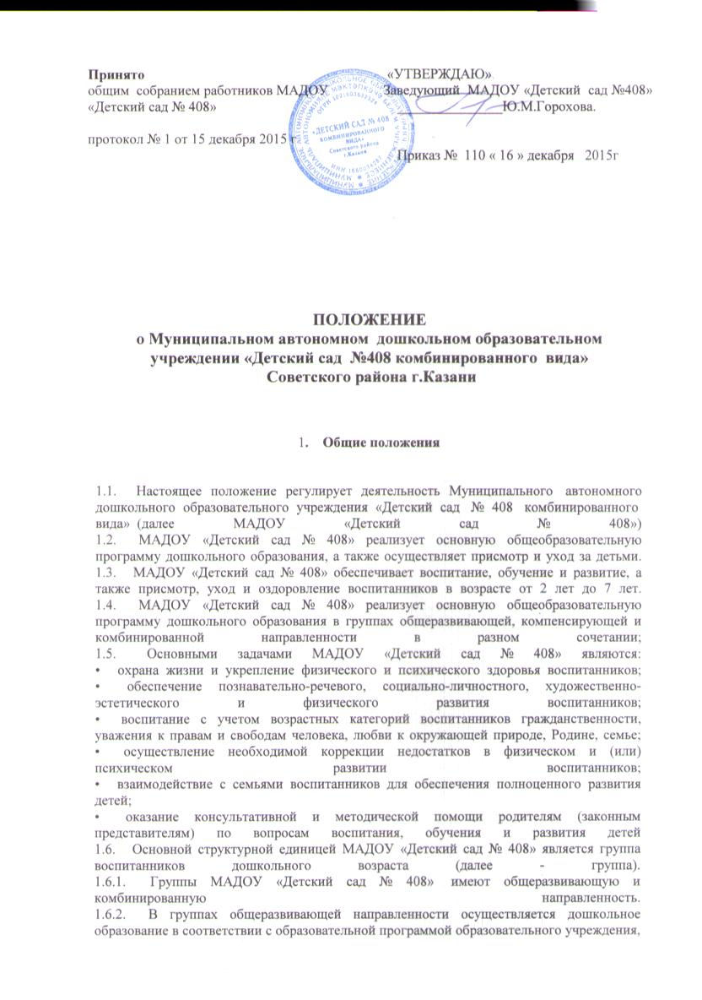 Принято «УТВЕРЖДАЮ»
общим собранием работников МАДОУ Заведующий МАДОУ «Детский сад №408»
«Детский сад № 408» Ю.М.Горохова.
протокол № 1 от 15 декабря 2015 г
Приказ № 110 « 16 » декабря 2015г
«ДЕТСКИЙ САД № 408
КОМБИНИРОВАННОГО
ВИДА»
Советского района
г.Казани
ПОЛОЖЕНИЕ
о Муниципальном автономном дошкольном образовательном
учреждении «Детский сад №408 комбинированного вида»
Советского района г.Казани
1. Общие положения
1.1. Настоящее положение регулирует деятельность Муниципального автономного
дошкольного образовательного учреждения «Детский сад № 408 комбинированного
вида» (далее МАДОУ «Детский сад № 408»)
1.2. МАДОУ «Детский сад № 408» реализует основную общеобразовательную
программу дошкольного образования, а также осуществляет присмотр и уход за детьми.
1.3. МАДОУ «Детский сад № 408» обеспечивает воспитание, обучение и развитие, а
также присмотр, уход и оздоровление воспитанников в возрасте от 2 лет до 7 лет.
1.4. МАДОУ «Детский сад № 408» реализует основную общеобразовательную
программу дошкольного образования в группах общеразвивающей, компенсирующей и
комбинированной направленности в разном сочетании;
1.5. Основными задачами МАДОУ «Детский сад № 408» являются:
• охрана жизни и укрепление физического и психического здоровья воспитанников;
• обеспечение познавательно-речевого, социально-личностного, художественно-
эстетического и физического развития воспитанников;
• воспитание с учетом возрастных категорий воспитанников гражданственности,
уважения к правам и свободам человека, любви к окружающей природе, Родине, семье;
• осуществление необходимой коррекции недостатков в физическом и (или)
психическом развитии воспитанников;
• взаимодействие с семьями воспитанников для обеспечения полноценного развития
детей;
• оказание консультативной и методической помощи родителям (законным
представителям) по вопросам воспитания, обучения и развития детей
1.6. Основной структурной единицей МАДОУ «Детский сад № 408» является группа
воспитанников дошкольного возраста (далее - группа).
1.6.1. Группы МАДОУ «Детский сад № 408» имеют общеразвивающую и
комбинированную направленность.
1.6.2. В группах общеразвивающей направленности осуществляется дошкольное
образование в соответствии с образовательной программой образовательного учреждения,